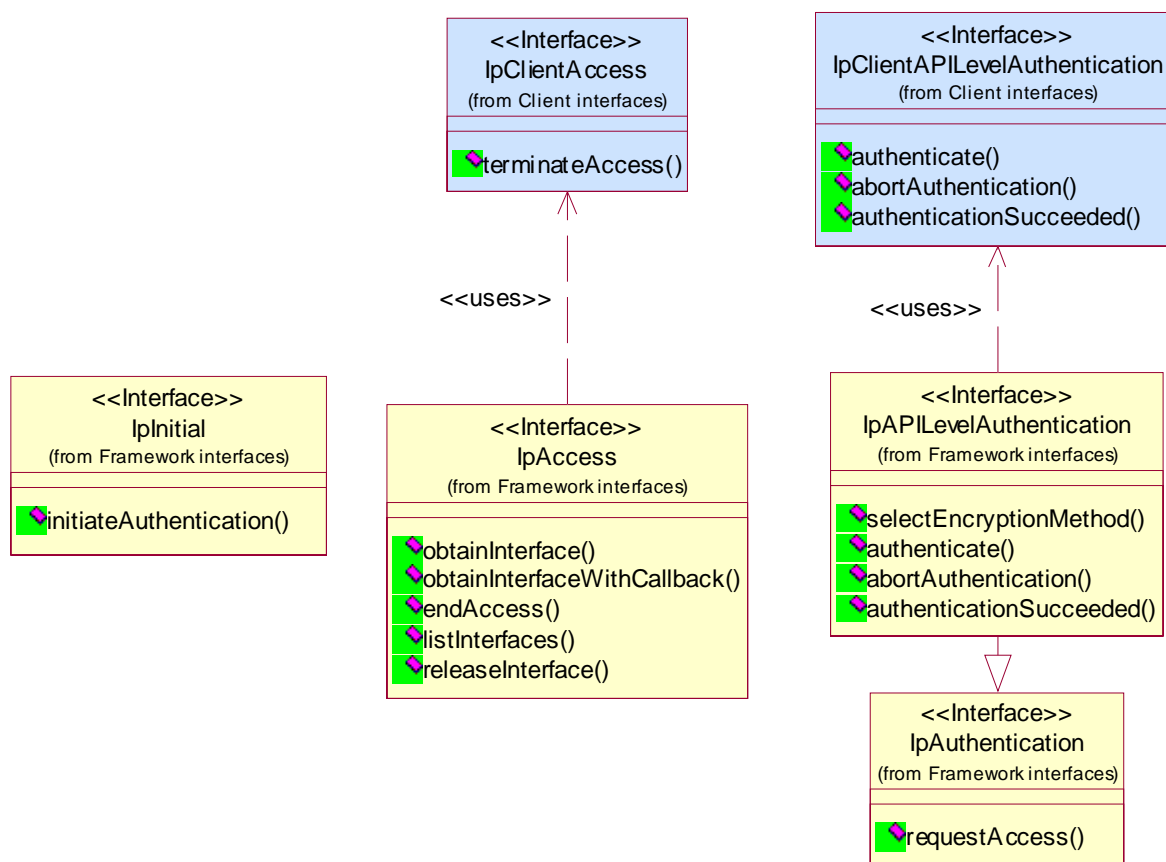 <<Interface>>
IpClientAccess
(from Client interfaces)
terminateAccess()
<<Interface>>
IpClientAPILevelAuthentication
(from Client interfaces)
authenticate()
abortAuthentication()
authenticationSucceeded()
<<uses>>
<<uses>>
<<Interface>>
IpInitial
(from Framework interfaces)
initiateAuthentication()
<<Interface>>
IpAccess
(from Framework interfaces)
obtainInterface()
obtainInterfaceWithCallback()
endAccess()
listInterfaces()
releaseInterface()
<<Interface>>
IpAPILevelAuthentication
(from Framework interfaces)
selectEncryptionMethod()
authenticate()
abortAuthentication()
authenticationSucceeded()
<<Interface>>
IpAuthentication
(from Framework interfaces)
requestAccess()